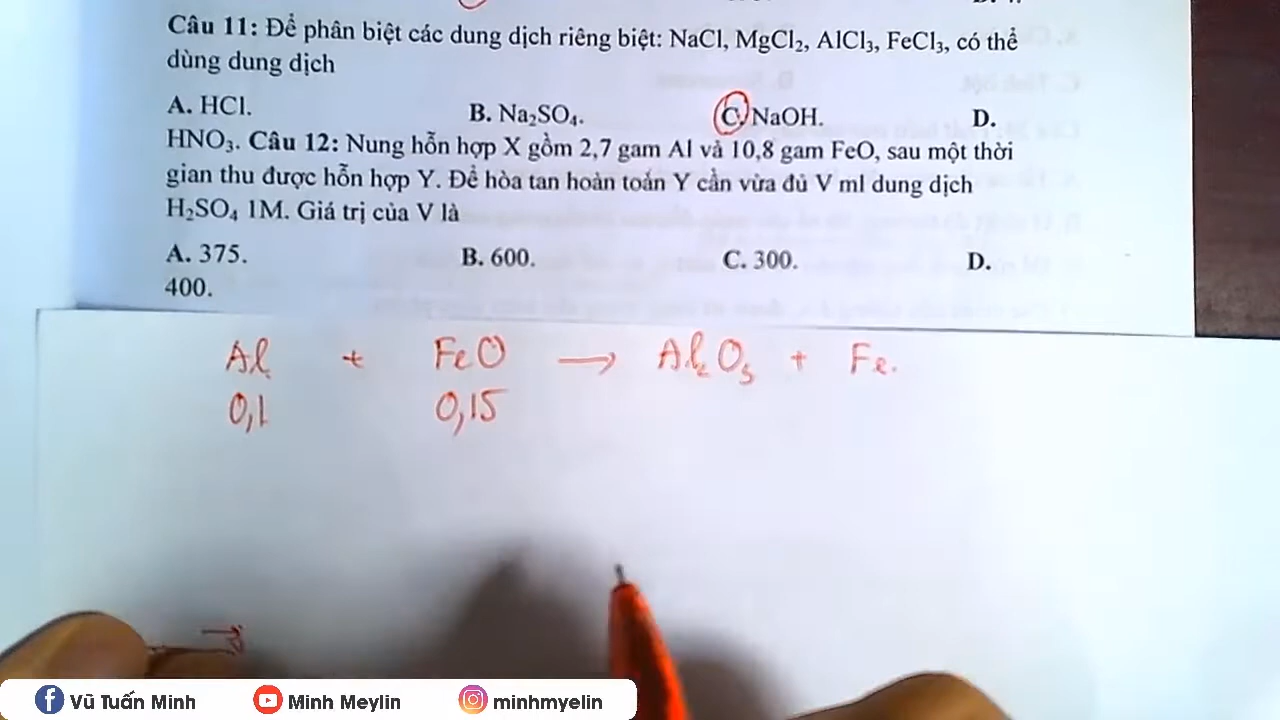 Câu 11: Để phân biệt các dung dịch riêng biệt: NaCl, MgCl₂, AlCl₃, FeCl₃, có thể
dùng dung dịch
A. HCl. B. Na₂SO₄. C. NaOH. D.
HNO₃. Câu 12: Nung hỗn hợp X gồm 2,7 gam Al và 10,8 gam FeO, sau một thời
gian thu được hỗn hợp Y. Để hòa tan hoàn toán Y cần vừa đủ V ml dung dịch
H₂SO₄ 1M. Giá trị của V là
A. 375. B. 600. C. 300. D.
400.
Al + FeO → Al₂O₃ + Fe.
0,1 0,15
Vũ Tuấn Minh Minh Meylin minhmyelin